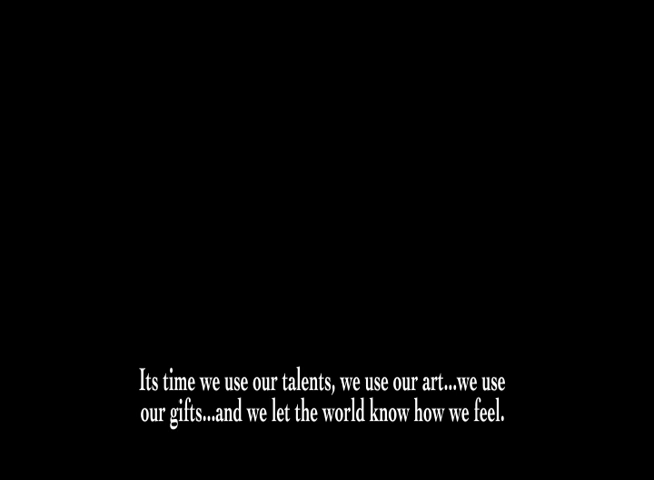 Its time we use our talents, we use our art...we use
our gifts...and we let the world know how we feel.